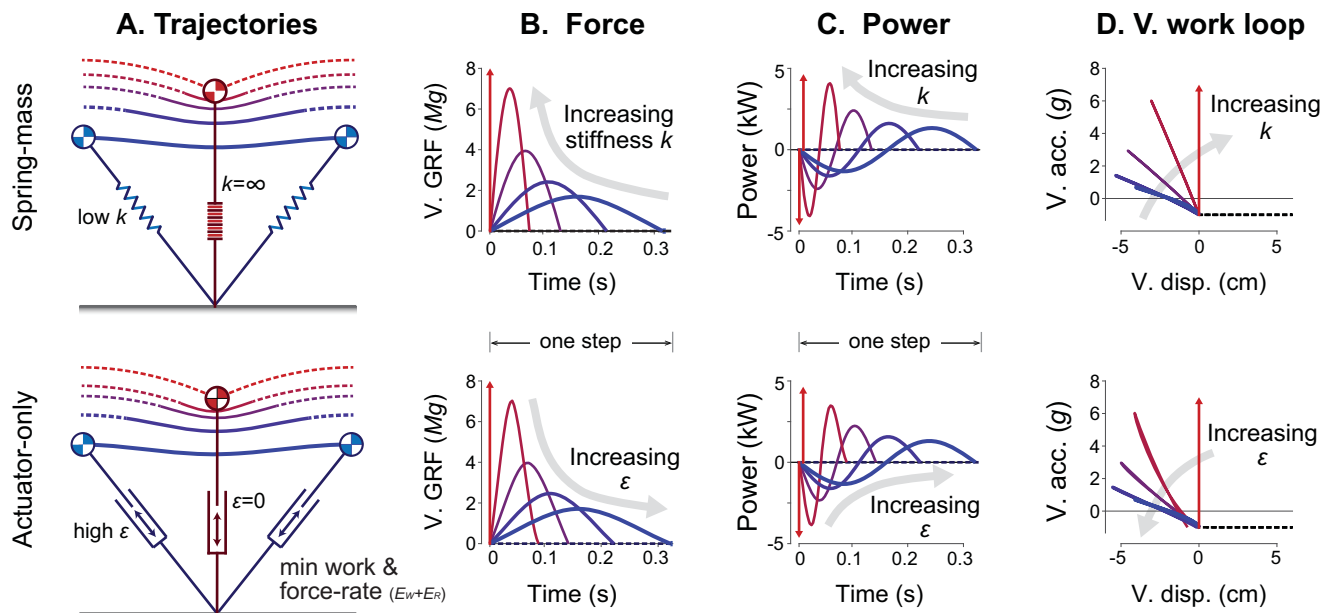 A. Trajectories
B. Force
C. Power
D. V. work loop
Spring-mass
low k
k=∞
V. GRF (Mg)
8
6
4
2
0
Increasing
stiffness k
0
0.1
0.2
0.3
Time (s)
Power (kW)
5
0
-5
Increasing
k
0
0.1
0.2
0.3
Time (s)
V. acc. (g)
8
6
4
2
0
Increasing
k
-5
0
5
V. disp. (cm)
Actuator-only
high ε
ε=0
min work &
force-rate (EW+ER)
one step
V. GRF (Mg)
8
6
4
2
0
Increasing
ε
0
0.1
0.2
0.3
Time (s)
one step
Power (kW)
5
0
-5
Increasing
ε
0
0.1
0.2
0.3
Time (s)
V. acc. (g)
8
6
4
2
0
Increasing
ε
-5
0
5
V. disp. (cm)